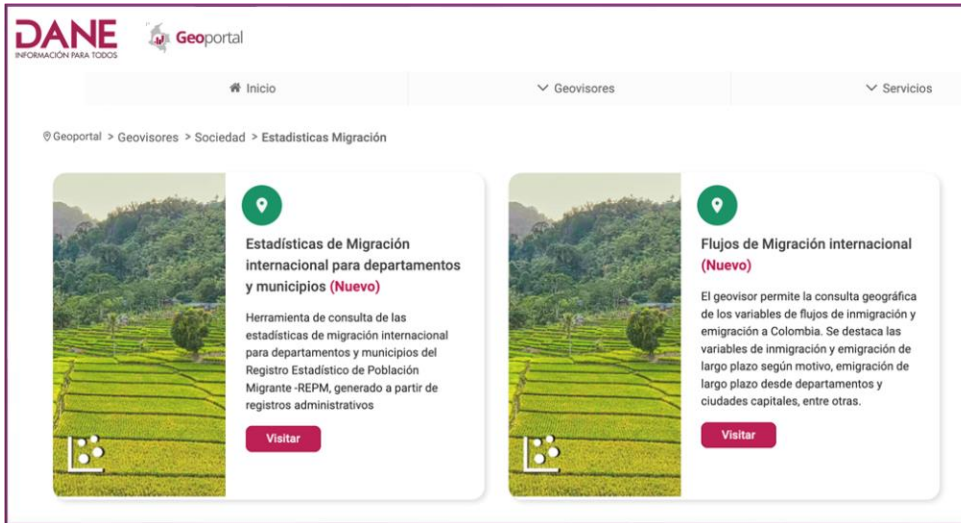 DANE
INFORMACIÓN PARA TODOS
Geoportal
Inicio
Geovisores
Servicios
Geoportal > Geovisores > Sociedad > Estadisticas Migración
Estadísticas de Migración
internacional para departamentos
y municipios (Nuevo)
Herramienta de consulta de las
estadísticas de migración internacional
para departamentos y municipios del
Registro Estadístico de Población
Migrante -REPM, generado a partir de
registros administrativos
Visitar
Flujos de Migración internacional
(Nuevo)
El geovisor permite la consulta geográfica
de los variables de flujos de inmigración y
emigración a Colombia. Se destaca las
variables de inmigración y emigración de
largo plazo según motivo, emigración de
largo plazo desde departamentos y
ciudades capitales, entre otras.
Visitar